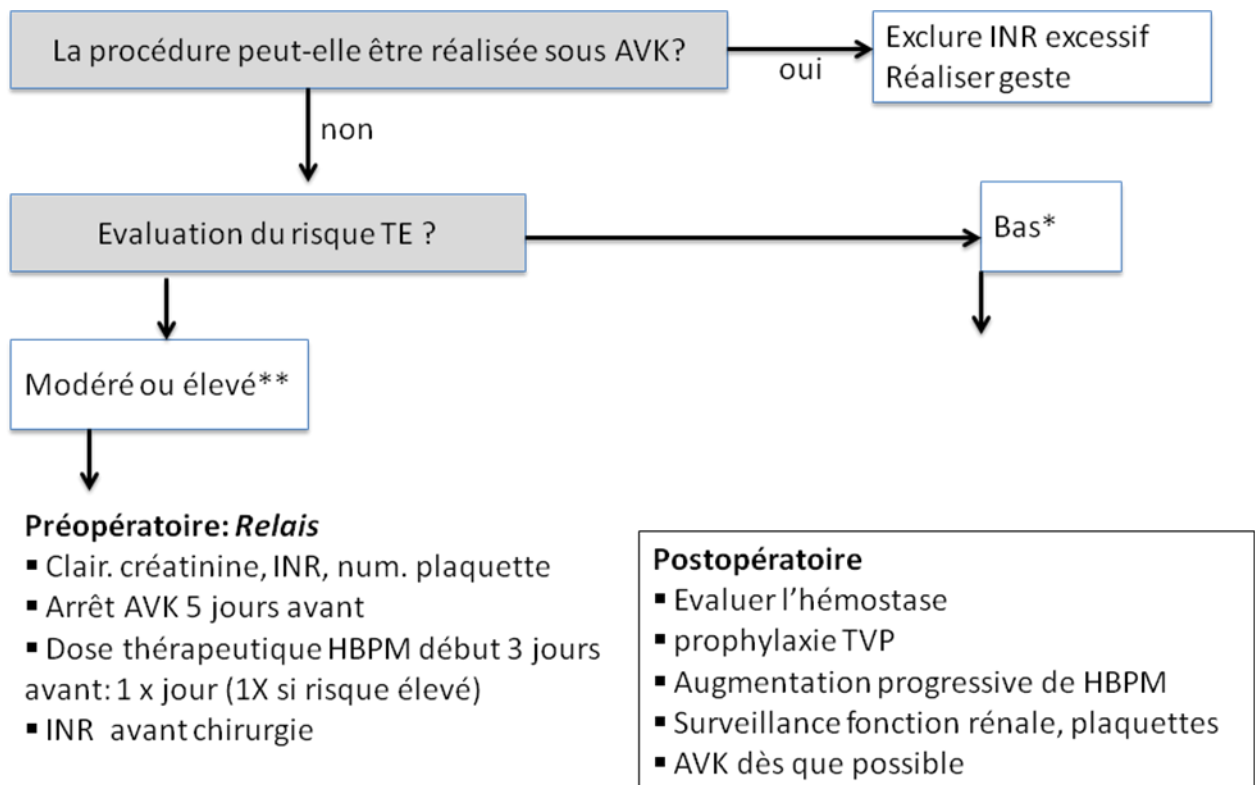 La procédure peut-elle être réalisée sous AVK?
oui
Exclure INR excessif
Réaliser geste
non
Evaluation du risque TE ?
Bas*
Modéré ou élevé**
Préopératoire: Relais
▪ Clair. créatinine, INR, num. plaquette
▪ Arrêt AVK 5 jours avant
▪ Dose thérapeutique HBPM début 3 jours
avant: 1 x jour (1X si risque élevé)
▪ INR avant chirurgie
Postopératoire
▪ Evaluer l'hémostase
▪ prophylaxie TVP
▪ Augmentation progressive de HBPM
▪ Surveillance fonction rénale, plaquettes
▪ AVK dès que possible